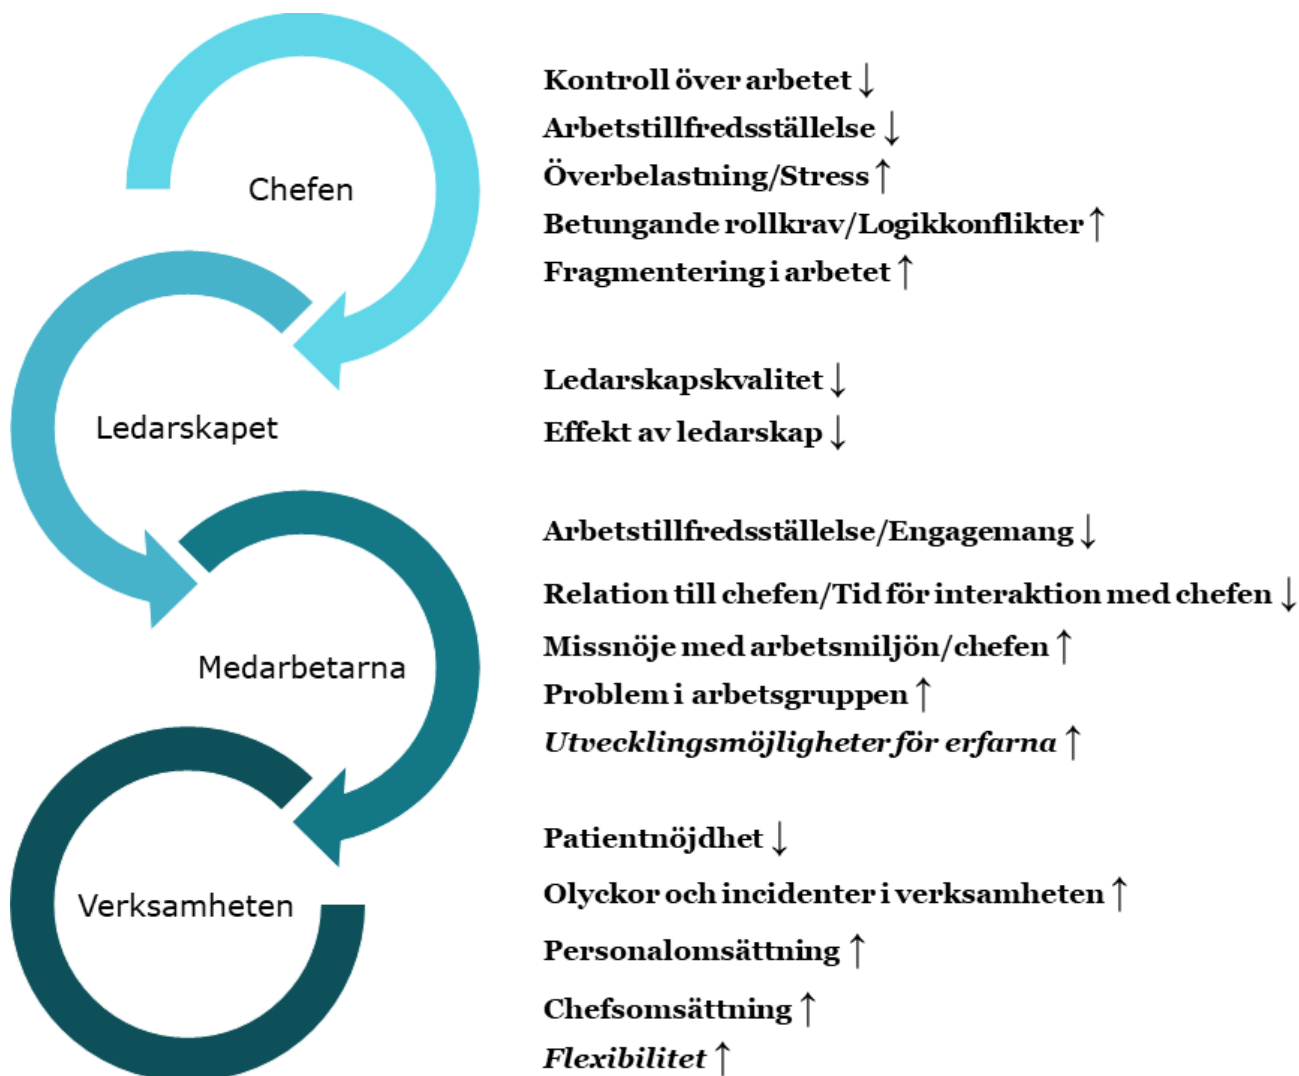 Chefen
Kontroll över arbetet ↓
Arbetstillfredsställelse ↓
Överbelastning/Stress ↑
Betungande rollkrav/Logikkonflikter ↑
Fragmentering i arbetet ↑
Ledarskapet
Ledarskapskvalitet ↓
Effekt av ledarskap ↓
Medarbetarna
Arbetstillfredsställelse/Engagemang ↓
Relation till chefen/Tid för interaktion med chefen ↓
Missnöje med arbetsmiljön/chefen ↑
Problem i arbetsgruppen ↑
Utvecklingsmöjligheter för erfarna ↑
Verksamheten
Patientnöjdhet ↓
Olyckor och incidenter i verksamheten ↑
Personalomsättning ↑
Chefsomsättning ↑
Flexibilitet ↑